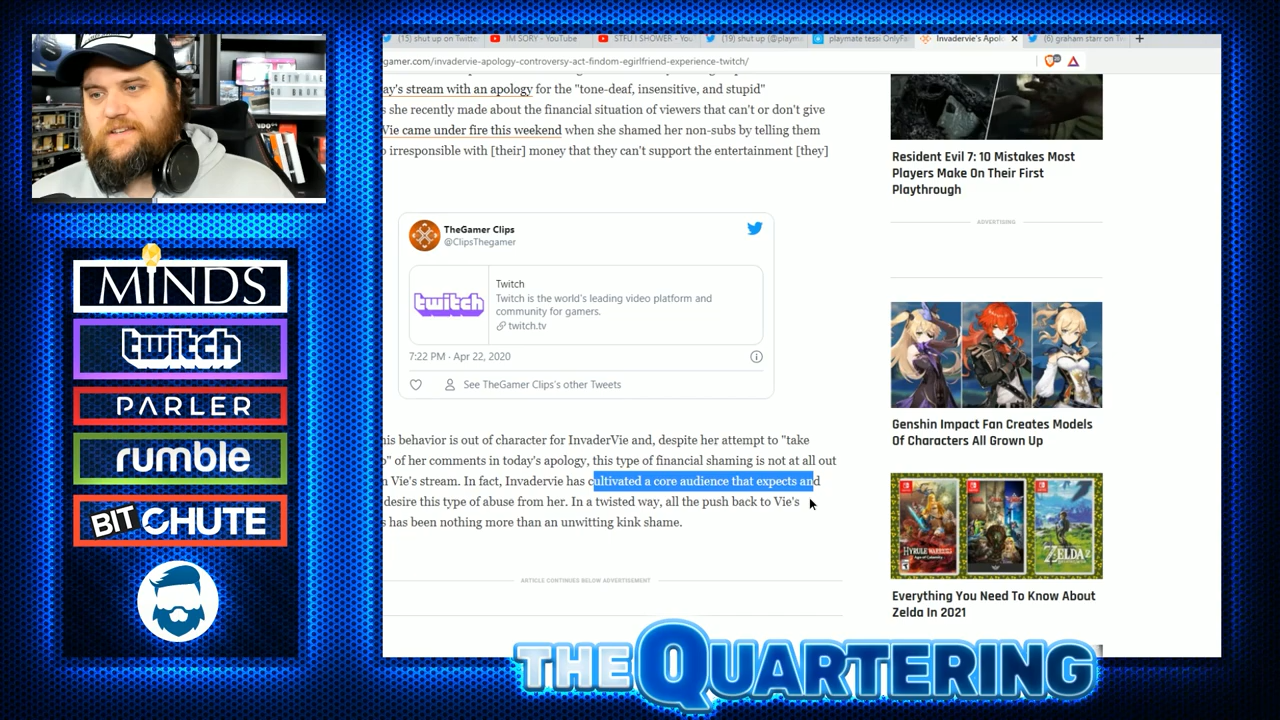 (15) shut up on Twitte
IM SORY - YouTube
STFU I SHOWER - You
(19) shut up (@playm
playmate tessi OnlyF
Invadervie's Apol
(6) graham starr on T
gamer.com/invadervie-apology-controversy-act-findom-egirlfriend-experience-twitch/
ay's stream with an apology for the "tone-deaf, insensitive, and stupid"
s she recently made about the financial situation of viewers that can't or don't give
Vie came under fire this weekend when she shamed her non-subs by telling them
o irresponsible with [their] money that they can't support the entertainment [they]
TheGamer Clips
@ClipsThegamer
Twitch
Twitch is the world's leading video platform and
community for gamers.
twitch.tv
twitch
7:22 PM · Apr 22, 2020
See TheGamer Clips's other Tweets
his behavior is out of character for InvaderVie and, despite her attempt to "take
o" of her comments in today's apology, this type of financial shaming is not at all out
n Vie's stream. In fact, Invadervie has cultivated a core audience that expects and
desire this type of abuse from her. In a twisted way, all the push back to Vie's
s has been nothing more than an unwitting kink shame.
ARTICLE CONTINUES BELOW ADVERTISEMENT
Resident Evil 7: 10 Mistakes Most
Players Make On Their First
Playthrough
ADVERTISING
Genshin Impact Fan Creates Models
Of Characters All Grown Up
Everything You Need To Know About
Zelda In 2021
MINDS
twitch
PARLER
rumble
BITCHUTE
THE QUARTERING